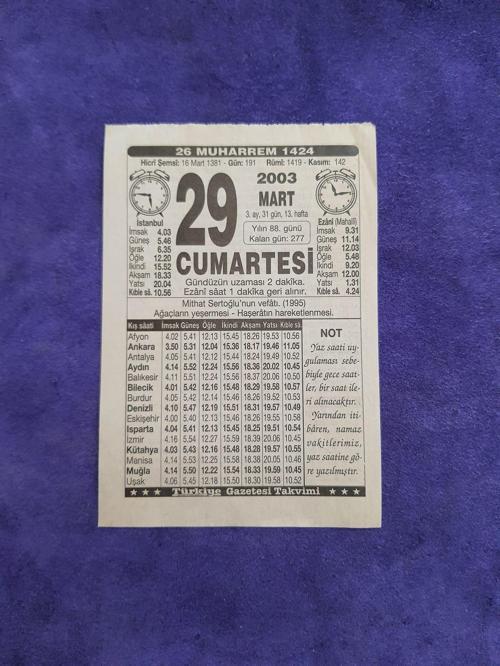 26 MUHARREM 1424
Hicrî Şemsî: 16 Mart 1381 - Gün: 191 Rûmî: 1419 - Kasım: 142
29
2003
MART
3. ay, 31 gün, 13. hafta
Yılın 88. günü
Kalan gün: 277
CUMARTESİ
İstanbul
İmsak 4.03
Güneş 5.46
İşrak 6.35
Öğle 12.20
İkindi 15.52
Akşam 18.33
Yatsı 20.04
Kıble sâ. 10.56
Ezânî (Mahallî)
İmsak 9.31
Güneş 11.14
İşrak 12.03
Öğle 5.48
İkindi 9.20
Akşam 12.00
Yatsı 1.31
Kıble sâ. 4.24
Gündüzün uzaması 2 dakîka.
Ezânî sâat 1 dakîka geri alınır.
Mithat Sertoğlu'nun vefâtı. (1995)
Ağaçların yeşermesi - Haşerâtın hareketlenmesi.
Kış sâati İmsak Güneş Öğle İkindi Akşam Yatsı Kıble sâ.
Afyon 4.02 5.41 12.13 15.45 18.26 19.53 10.56
Ankara 3.50 5.31 12.04 15.36 18.17 19.46 11.05
Antalya 4.05 5.41 12.12 15.44 18.24 19.49 10.52
Aydın 4.14 5.52 12.24 15.56 18.36 20.02 10.45
Balıkesir 4.11 5.51 12.24 15.56 18.37 20.06 10.50
Bilecik 4.01 5.42 12.16 15.48 18.29 19.58 10.57
Burdur 4.05 5.42 12.14 15.46 18.26 19.52 10.53
Denizli 4.10 5.47 12.19 15.51 18.31 19.57 10.49
Eskişehir 4.00 5.40 12.13 15.46 18.26 19.55 10.58
Isparta 4.04 5.41 12.13 15.45 18.25 19.51 10.54
İzmir 4.16 5.54 12.27 15.59 18.39 20.06 10.45
Kütahya 4.03 5.43 12.16 15.48 18.28 19.57 10.55
Manisa 4.14 5.53 12.25 15.58 18.38 20.05 10.46
Muğla 4.14 5.50 12.22 15.54 18.33 19.59 10.45
Uşak 4.06 5.45 12.18 15.50 18.30 19.58 10.52
NOT
Yaz saati uy-
gulaması sebe-
biyle gece saat-
ler, bir saat ile-
ri alınacaktır.
Yarından iti-
bâren, namaz
vakitlerimiz,
yaz saatine gö-
re yazılmıştır.
Türkiye Gazetesi Takvimi